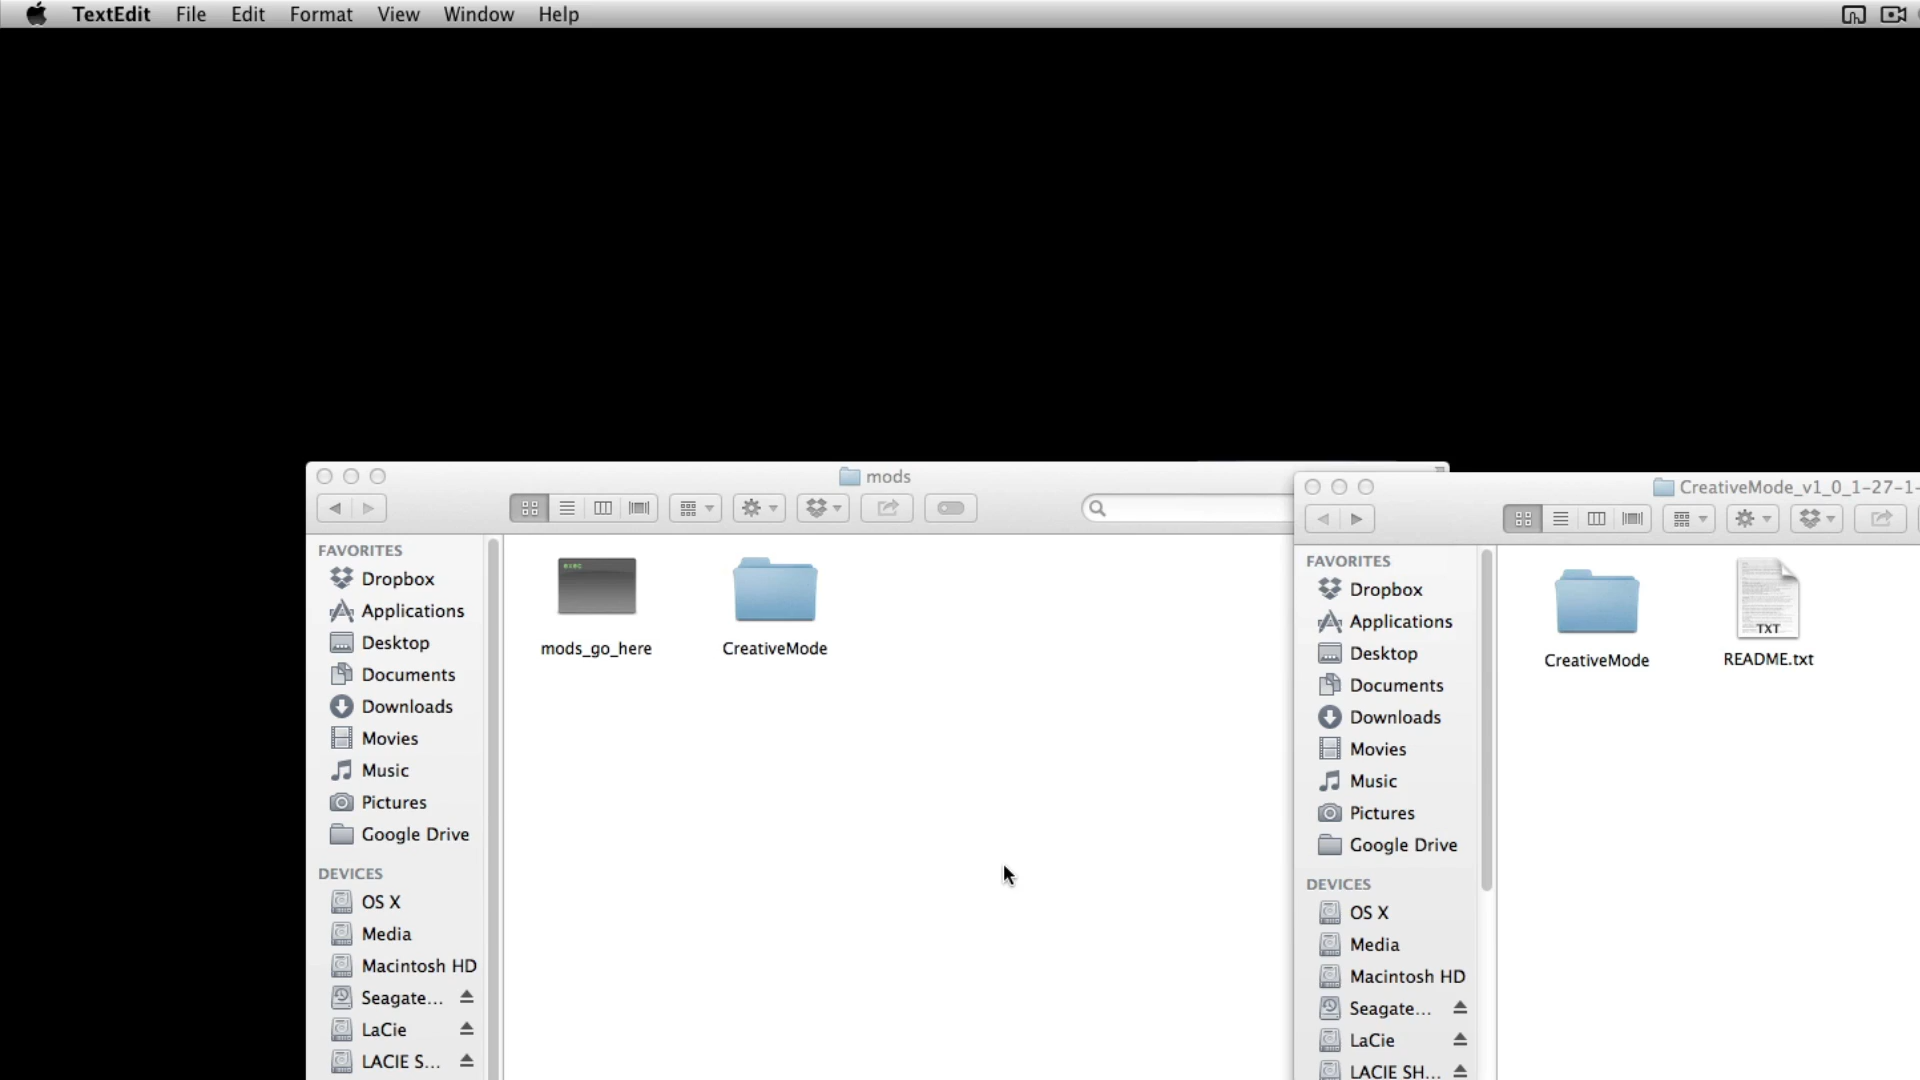 TextEdit File Edit Format View Window Help
mods
FAVORITES
Dropbox
Applications
Desktop
Documents
Downloads
Movies
Music
Pictures
Google Drive
DEVICES
OS X
Media
Macintosh HD
Seagate...
LaCie
LACIE S...
exec
mods_go_here
CreativeMode
CreativeMode_v1_0_1-27-1-
FAVORITES
Dropbox
Applications
Desktop
Documents
Downloads
Movies
Music
Pictures
Google Drive
DEVICES
OS X
Media
Macintosh HD
Seagate...
LaCie
LACIE SH...
CreativeMode
TXT
README.txt